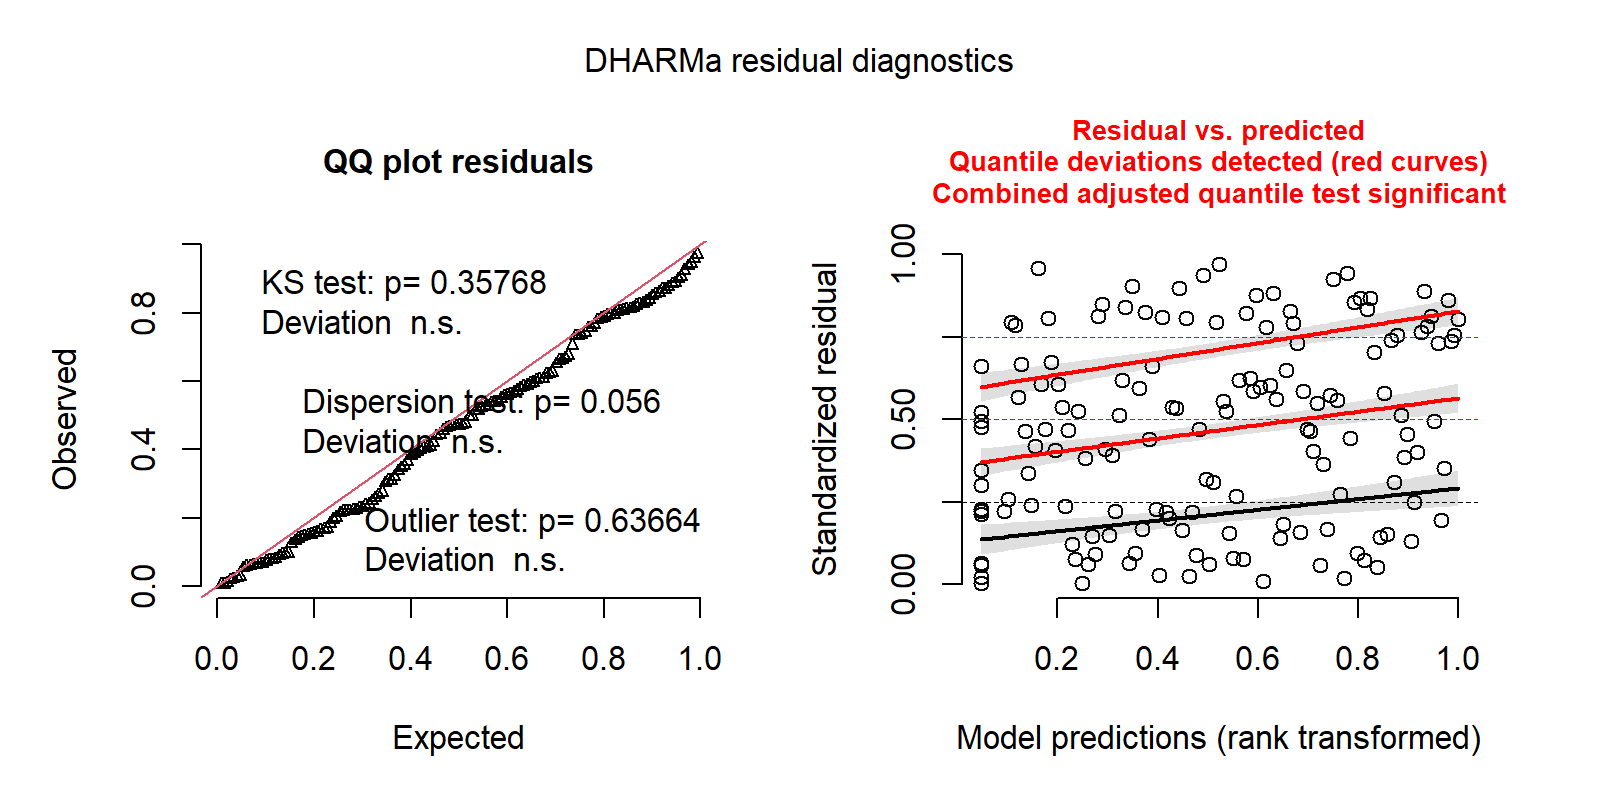 DHARMa residual diagnostics
QQ plot residuals
KS test: p= 0.35768
Deviation  n.s.
Dispersion test: p= 0.056
Deviation  n.s.
Outlier test: p= 0.63664
Deviation  n.s.
Observed
0.0 0.4 0.8
0.0 0.2 0.4 0.6 0.8 1.0
Expected
Residual vs. predicted
Quantile deviations detected (red curves)
Combined adjusted quantile test significant
Standardized residual
0.00 0.50 1.00
0.2 0.4 0.6 0.8 1.0
Model predictions (rank transformed)